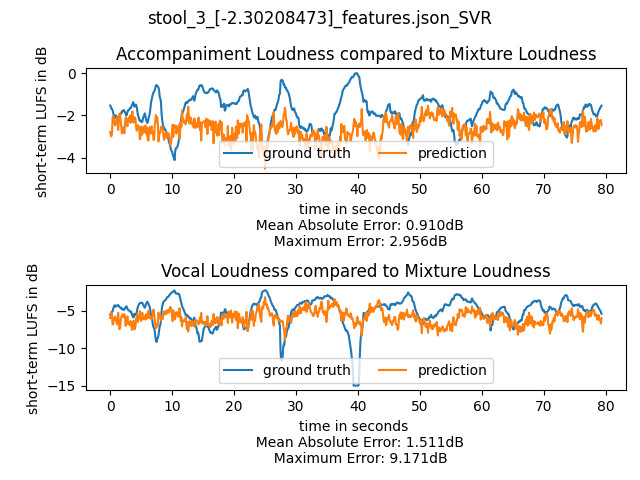 stool_3_[-2.30208473]_features.json_SVR
Accompaniment Loudness compared to Mixture Loudness
short-term LUFS in dB
0
−2
−4
ground truth
prediction
0 10 20 30 40 50 60 70 80
time in seconds
Mean Absolute Error: 0.910dB
Maximum Error: 2.956dB
Vocal Loudness compared to Mixture Loudness
short-term LUFS in dB
−5
−10
−15
ground truth
prediction
0 10 20 30 40 50 60 70 80
time in seconds
Mean Absolute Error: 1.511dB
Maximum Error: 9.171dB